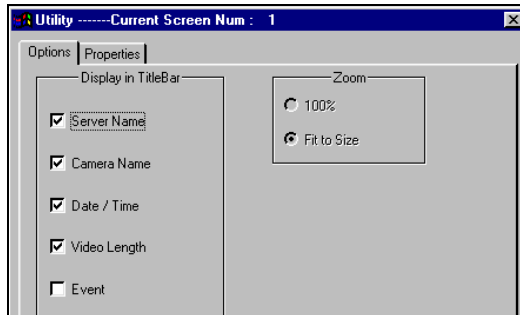 Utility -------Current Screen Num :   1
Options Properties
Display in TitleBar
Server Name
Camera Name
Date / Time
Video Length
Event
Zoom
100%
Fit to Size